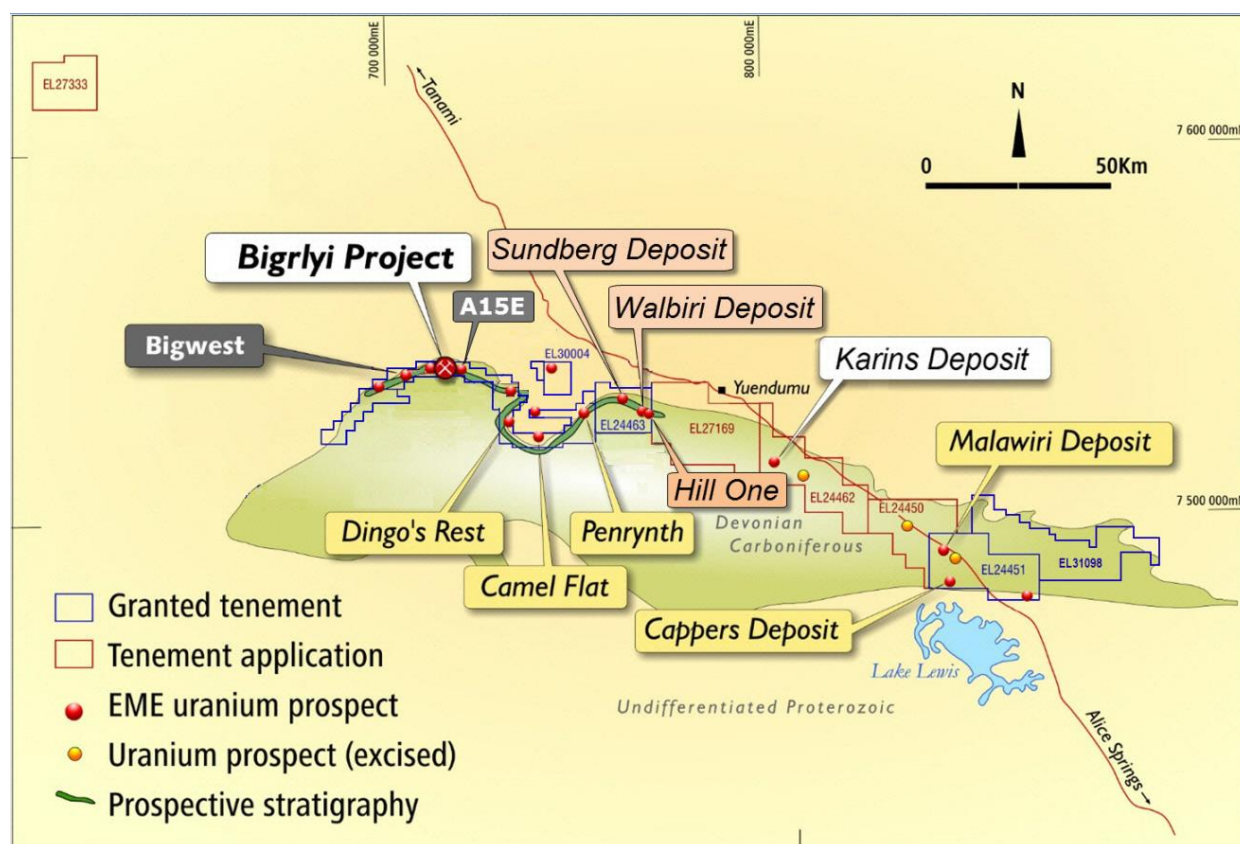 700 000mE
800 000mE
EL27333
Tanami
N
7 600 000mE
0 50Km
Bigrlyi Project
Sundberg Deposit
A15E
Walbiri Deposit
Bigwest
EL30004
Karins Deposit
Yuendumu
EL24463
EL27169
Malawiri Deposit
Hill One
EL24462
EL24450
7 500 000mE
Dingo's Rest
Penrynth
Devonian
Carboniferous
EL24451
EL31098
Camel Flat
Cappers Deposit
Lake Lewis
Undifferentiated Proterozoic
Alice Springs
Granted tenement
Tenement application
EME uranium prospect
Uranium prospect (excised)
Prospective stratigraphy